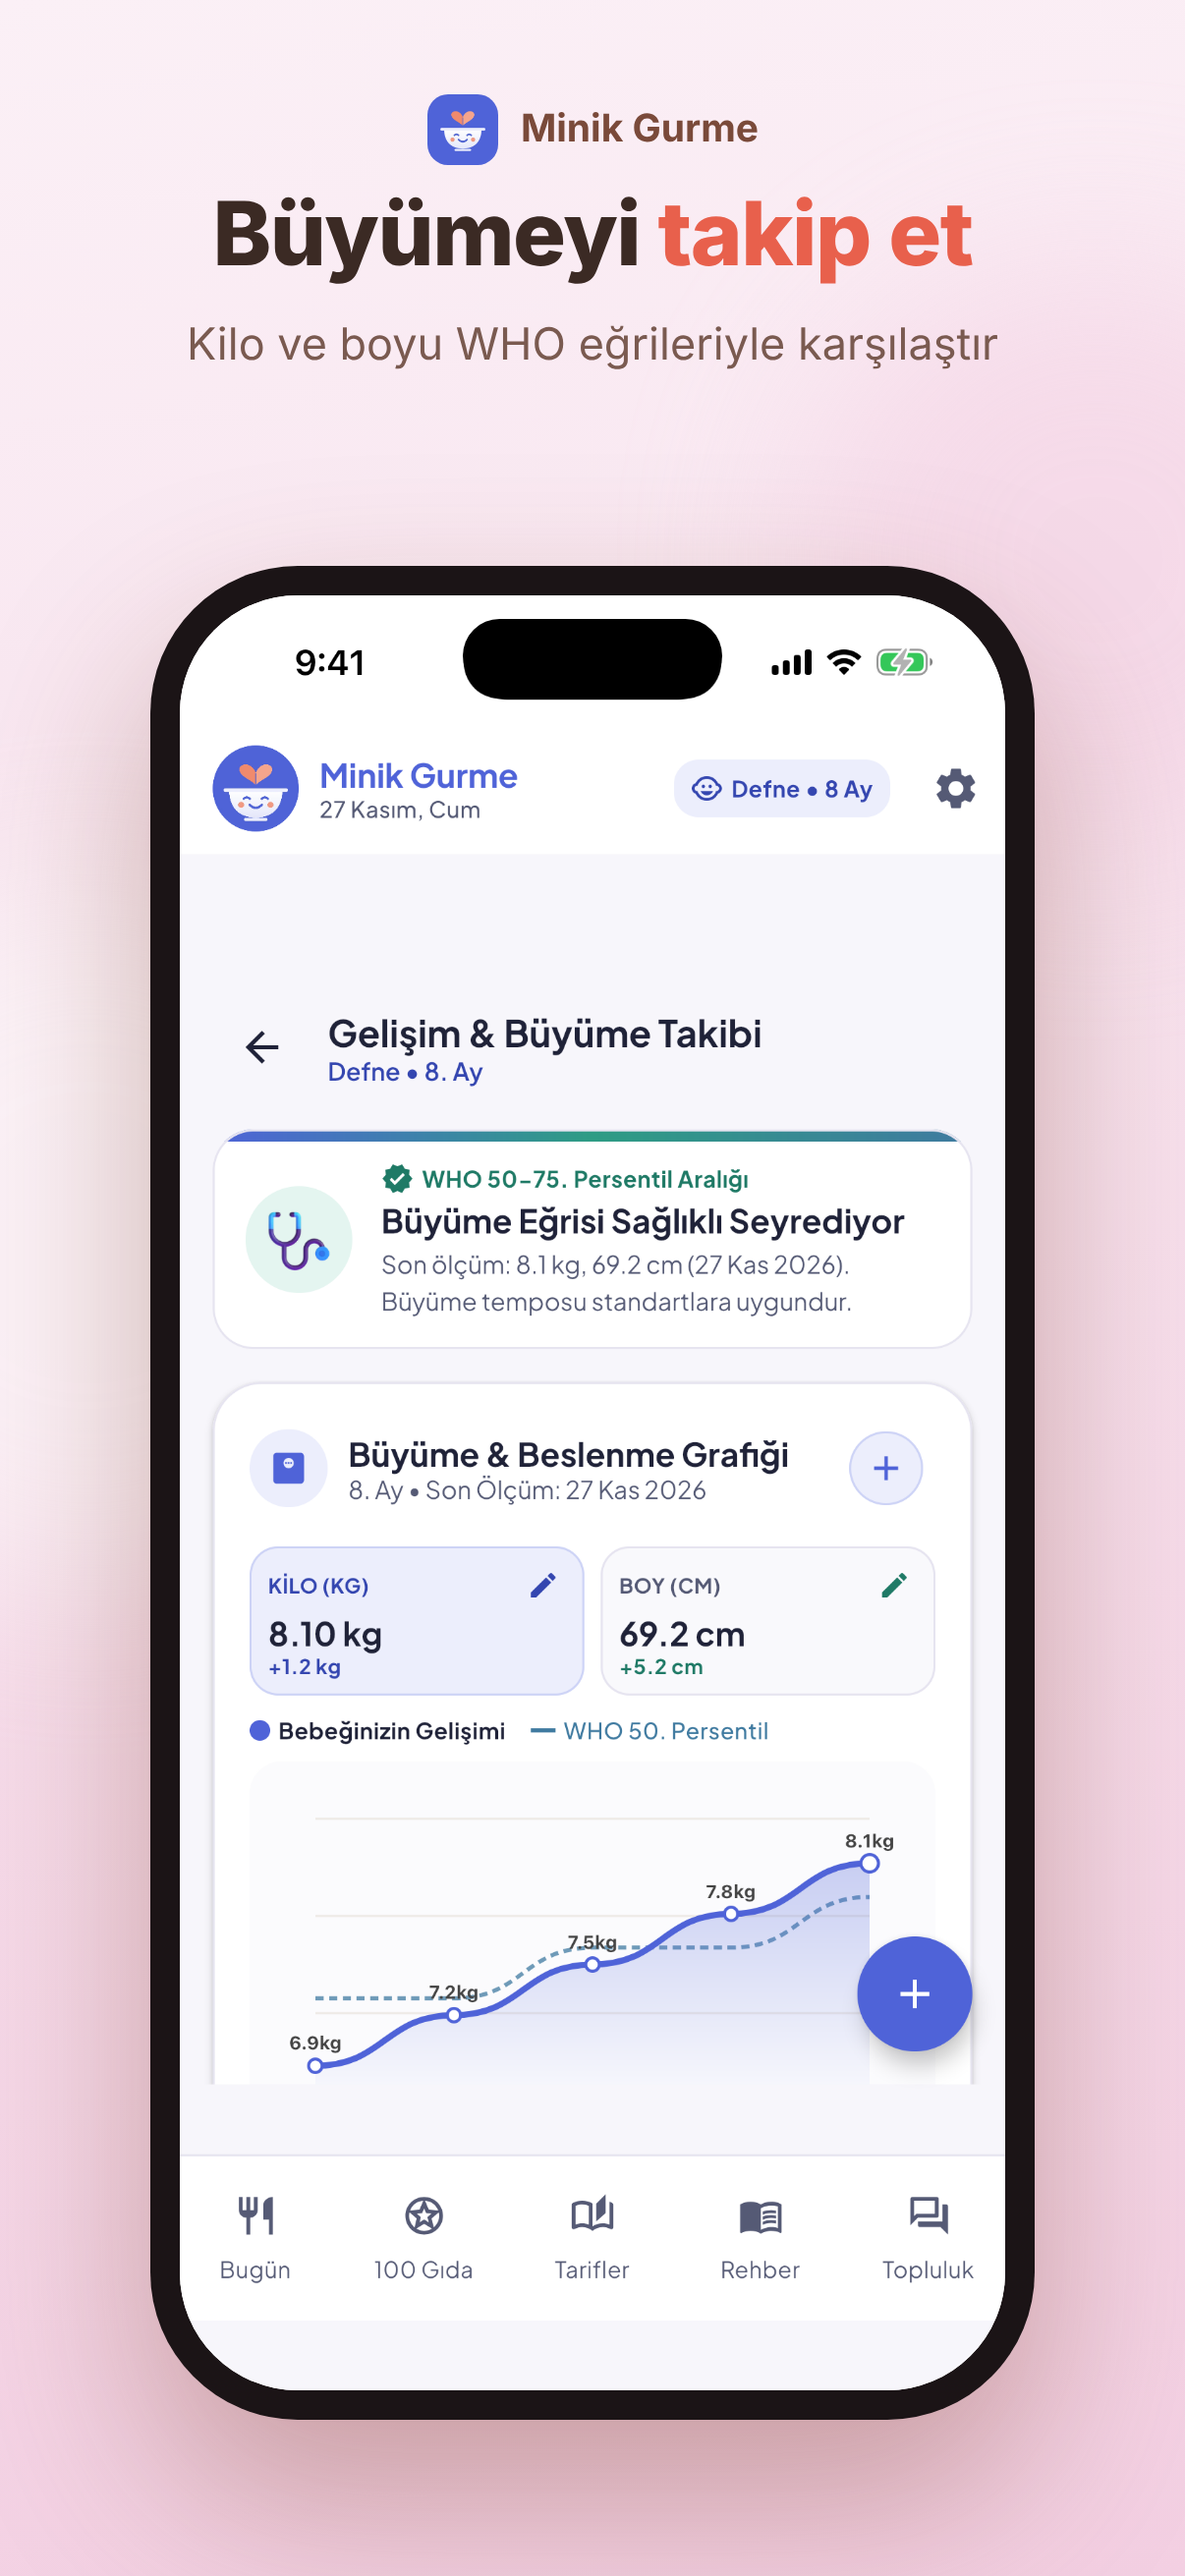 Minik Gurme
Büyümeyi takip et
Kilo ve boyu WHO eğrileriyle karşılaştır
9:41
Minik Gurme
27 Kasım, Cum
Defne • 8 Ay
Gelişim & Büyüme Takibi
Defne • 8. Ay
WHO 50-75. Persentil Aralığı
Büyüme Eğrisi Sağlıklı Seyrediyor
Son ölçüm: 8.1 kg, 69.2 cm (27 Kas 2026).
Büyüme temposu standartlara uygundur.
Büyüme & Beslenme Grafiği
8. Ay • Son Ölçüm: 27 Kas 2026
KİLO (KG)
8.10 kg
+1.2 kg
BOY (CM)
69.2 cm
+5.2 cm
Bebeğinizin Gelişimi
WHO 50. Persentil
8.1kg
7.8kg
7.5kg
7.2kg
6.9kg
Bugün
100 Gıda
Tarifler
Rehber
Topluluk